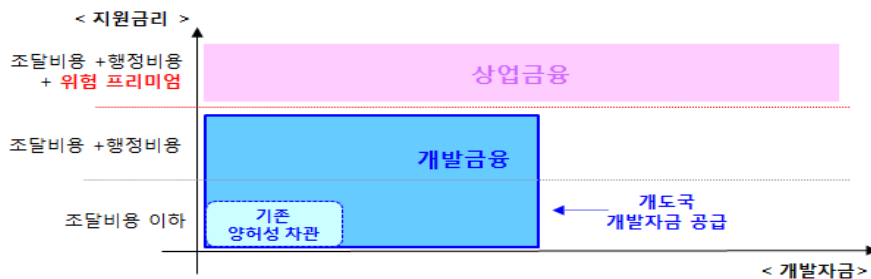 < 지원금리 >
조달비용 +행정비용
+ 위험 프리미엄
상업금융
조달비용 +행정비용
개발금융
조달비용 이하
기존
양허성 차관
개도국
개발자금 공급
< 개발자금>